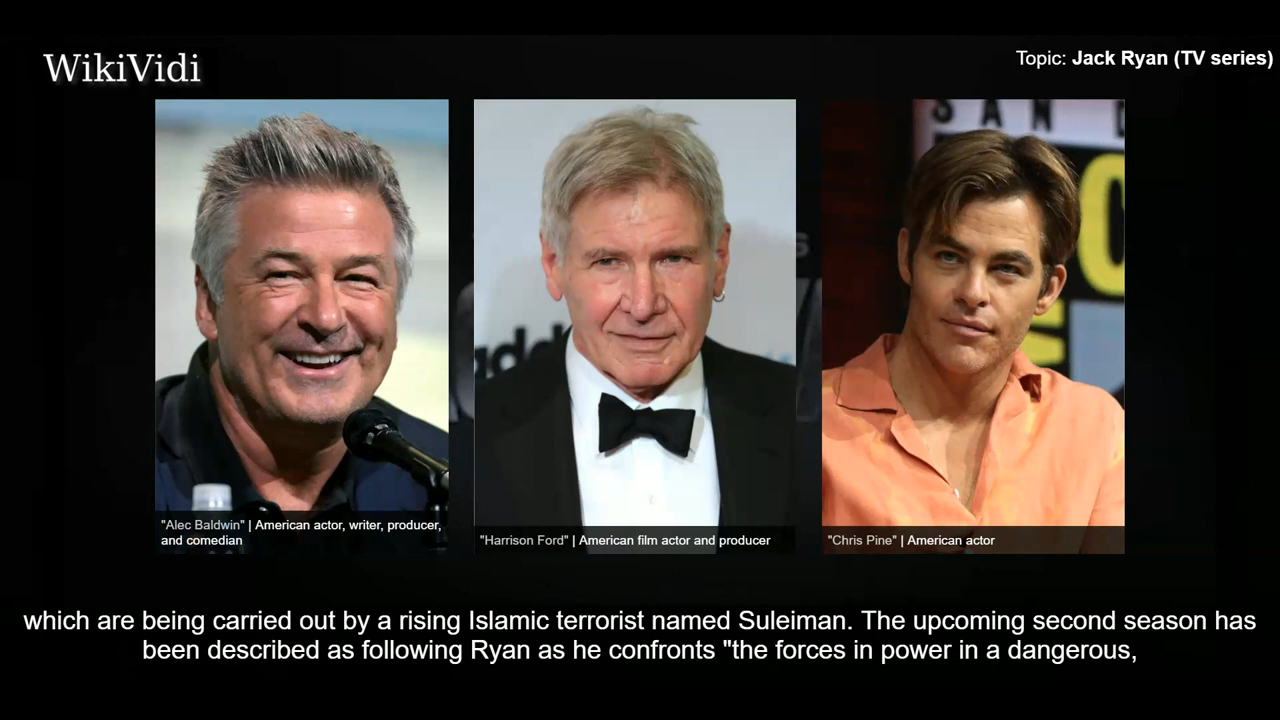 WikiVidi
Topic: Jack Ryan (TV series)
SAN D
C
add
"Alec Baldwin" | American actor, writer, producer,
and comedian
"Harrison Ford" | American film actor and producer
"Chris Pine" | American actor
which are being carried out by a rising Islamic terrorist named Suleiman. The upcoming second season has
been described as following Ryan as he confronts "the forces in power in a dangerous,